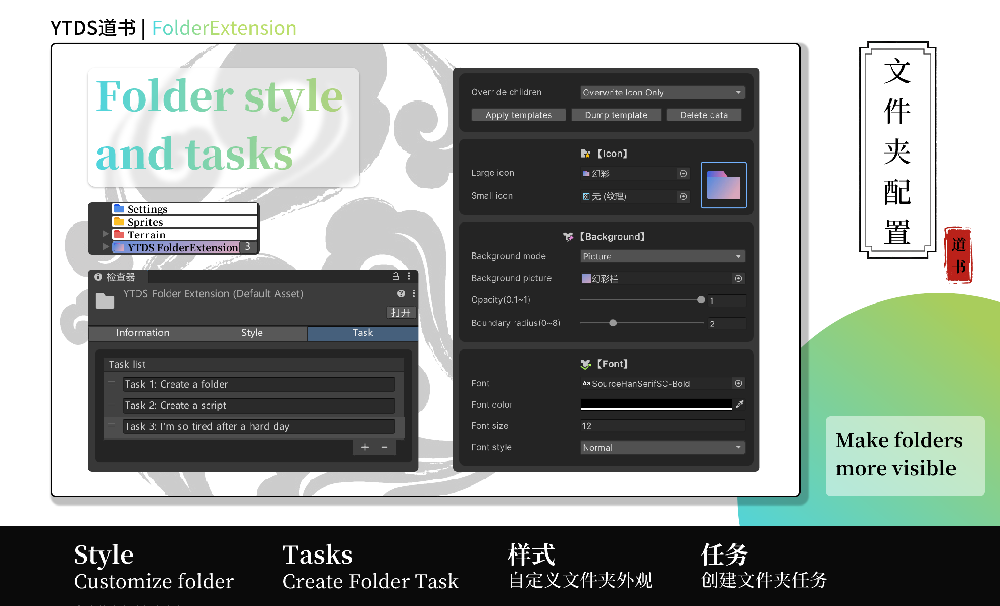 YTDS道书 | FolderExtension
Folder style
and tasks
Settings
Sprites
Terrain
YTDS FolderExtension 3
检查器
YTDS Folder Extension (Default Asset)
打开
Information Style Task
Task list
Task 1: Create a folder
Task 2: Create a script
Task 3: I'm so tired after a hard day
+ −
Override children Overwrite Icon Only
Apply templates Dump template Delete data
【Icon】
Large icon 幻彩
Small icon 无 (纹理)
【Background】
Background mode Picture
Background picture 幻彩栏
Opacity(0.1~1) 1
Boundary radius(0~8) 2
【Font】
Font Aa SourceHanSerifSC-Bold
Font color
Font size 12
Font style Normal
文件夹配置
道书
Make folders
more visible
Style
Customize folder
Tasks
Create Folder Task
样式
自定义文件夹外观
任务
创建文件夹任务